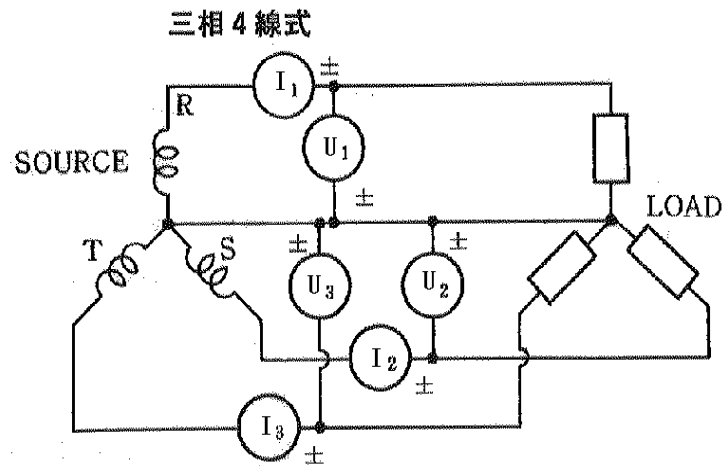 三相4線式
I₁
±
R
U₁
SOURCE
±
LOAD
T
S
±
±
U₃
U₂
I₂
±
I₃
±